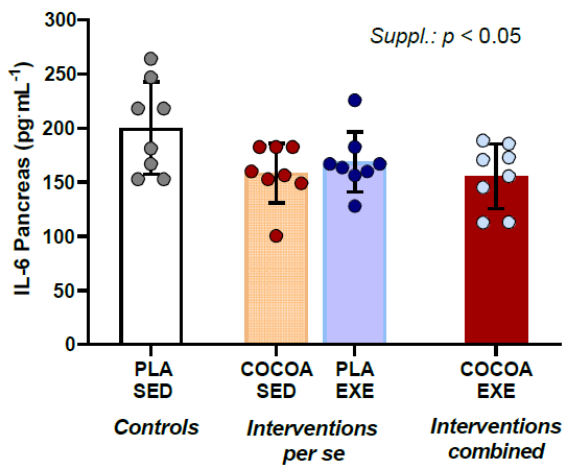 300
Suppl.: p < 0.05
250
200
150
100
50
0
IL-6 Pancreas (pg·mL⁻¹)
PLA COCOA PLA COCOA
SED SED EXE EXE
Controls Interventions Interventions
per se combined